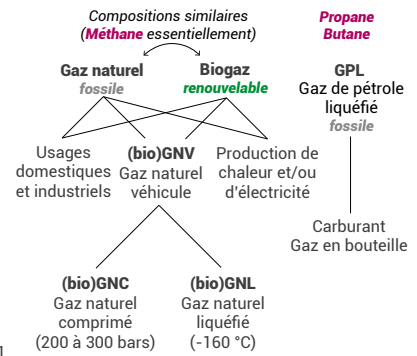 Compositions similaires
(Méthane essentiellement)
Propane
Butane
Gaz naturel
fossile
Biogaz
renouvelable
GPL
Gaz de pétrole
liquéfié
fossile
Usages
domestiques
et industriels
(bio)GNV
Gaz naturel
véhicule
Production de
chaleur et/ou
d'électricité
Carburant
Gaz en bouteille
(bio)GNC
Gaz naturel
comprimé
(200 à 300 bars)
(bio)GNL
Gaz naturel
liquéfié
(-160 °C)
1